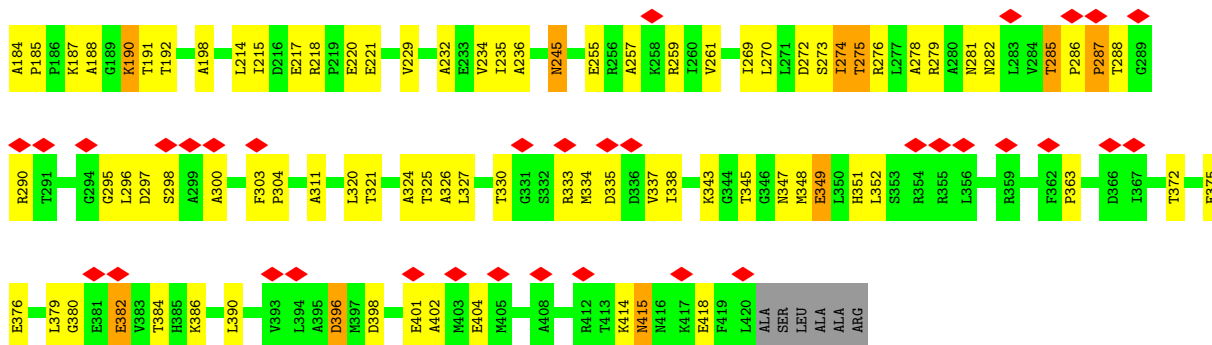 A184 P185 P186 K187 A188 G189 K190 T191 T192 A198 L214 I215 D216 E217 R218 P219 E220 E221 V229 A232 E233 V234 I235 A236 N245 E255 R256 A257 K258 R259 I260 V261 I269 L270 L271 D272 S273 I274 T275 R276 L277 A278 R279 A280 N281 N282 L283 V284 T285 P286 P287 T288 G289
R290 T291 G294 G295 L296 D297 S298 A299 A300 F303 P304 A311 L320 T321 A324 T325 A326 L327 T330 G331 S332 R333 M334 D335 D336 V337 I338 K343 G344 T345 G346 N347 M348 E349 L350 H351 L352 S353 R354 R355 L356 R359 F362 P363 D366 I367 T372 E375
E376 L379 G380 E381 E382 V383 T384 H385 K386 L390 V393 L394 A395 D396 M397 D398 E401 A402 M403 E404 M405 A408 R412 T413 K414 N415 N416 K417 E418 F419 L420 ALA SER LEU ALA ALA ARG